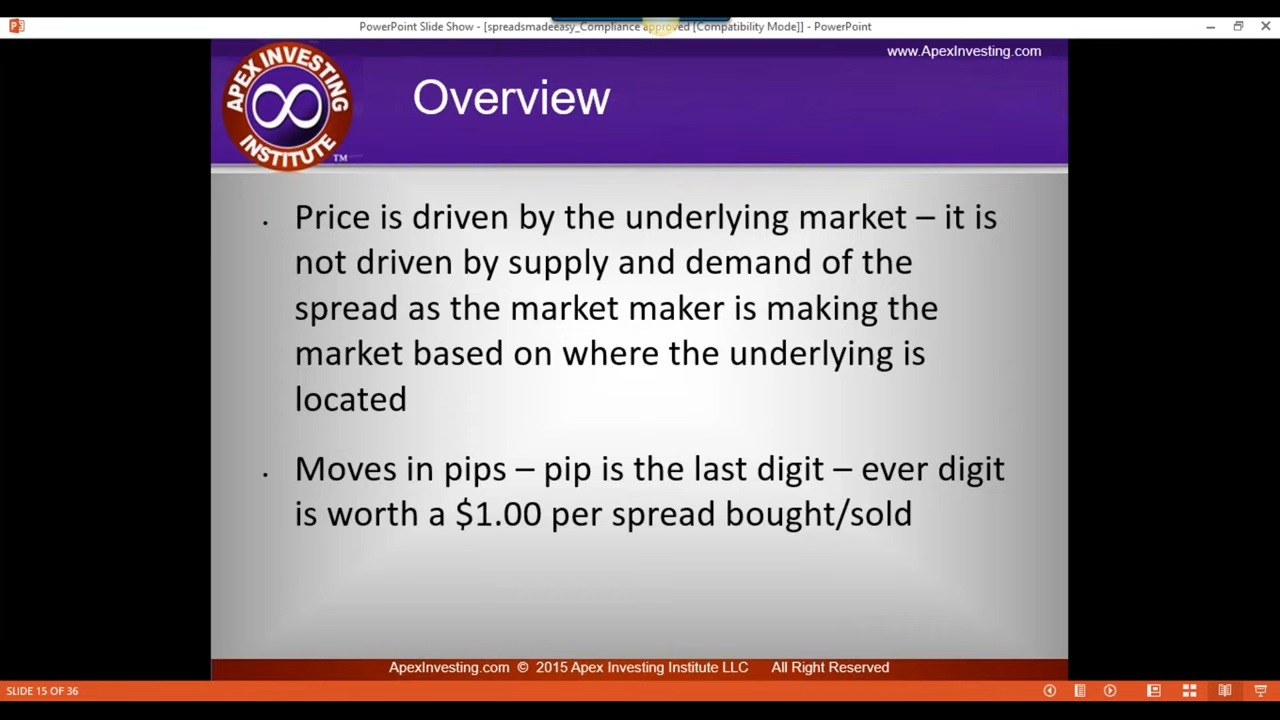 PowerPoint Slide Show - [spreadsmadeeasy_Compliance approved [Compatibility Mode]] - PowerPoint
www.ApexInvesting.com
APEX INVESTING
INSTITUTE
TM
Overview
. Price is driven by the underlying market – it is
not driven by supply and demand of the
spread as the market maker is making the
market based on where the underlying is
located
. Moves in pips – pip is the last digit – ever digit
is worth a $1.00 per spread bought/sold
ApexInvesting.com © 2015 Apex Investing Institute LLC All Right Reserved
SLIDE 15 OF 36